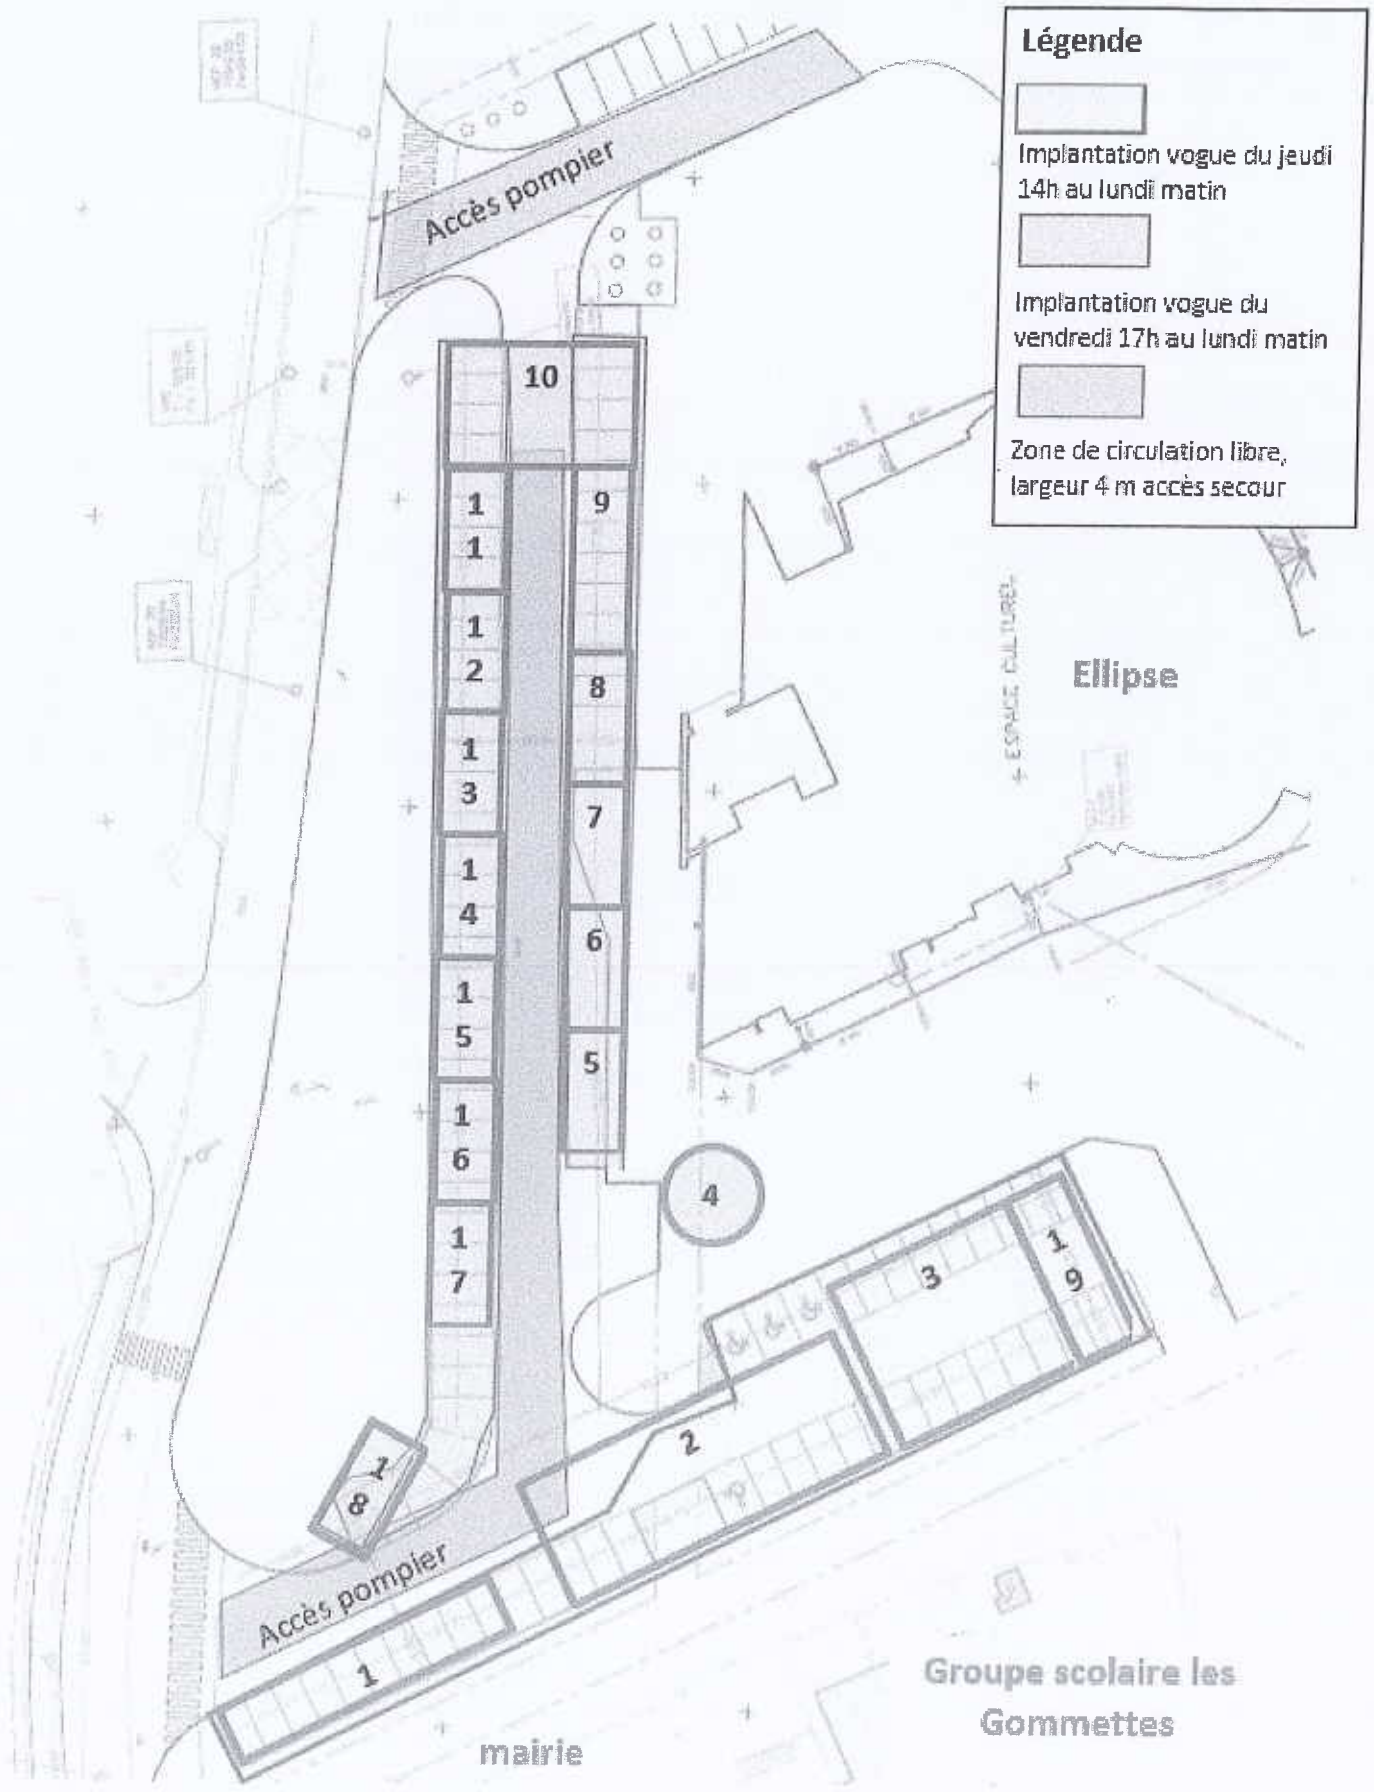 Légende
Implantation vogue du jeudi
14h au lundi matin
Implantation vogue du
vendredi 17h au lundi matin
Zone de circulation libre,
largeur 4 m accès secour
Accès pompier
10
1
1
9
1
2
8
1
3
7
1
4
6
1
5
5
1
6
4
1
7
3
1
9
2
1
8
Accès pompier
1
Ellipse
+ ESPACE CULTUREL
Groupe scolaire les
Gommettes
mairie